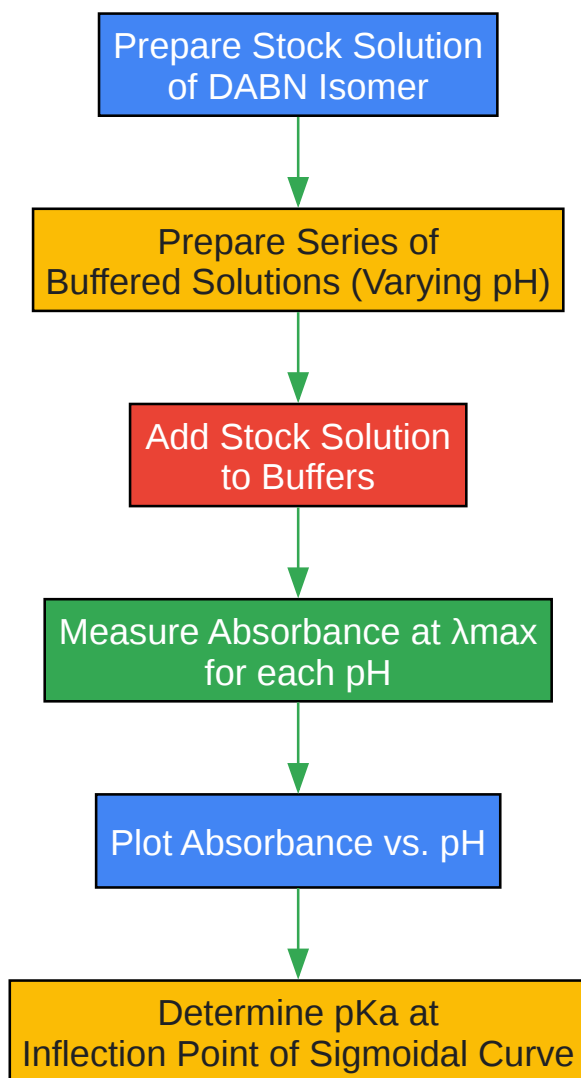 Prepare Stock Solution
of DABN Isomer
Prepare Series of
Buffered Solutions (Varying pH)
Add Stock Solution
to Buffers
Measure Absorbance at λmax
for each pH
Plot Absorbance vs. pH
Determine pKa at
Inflection Point of Sigmoidal Curve